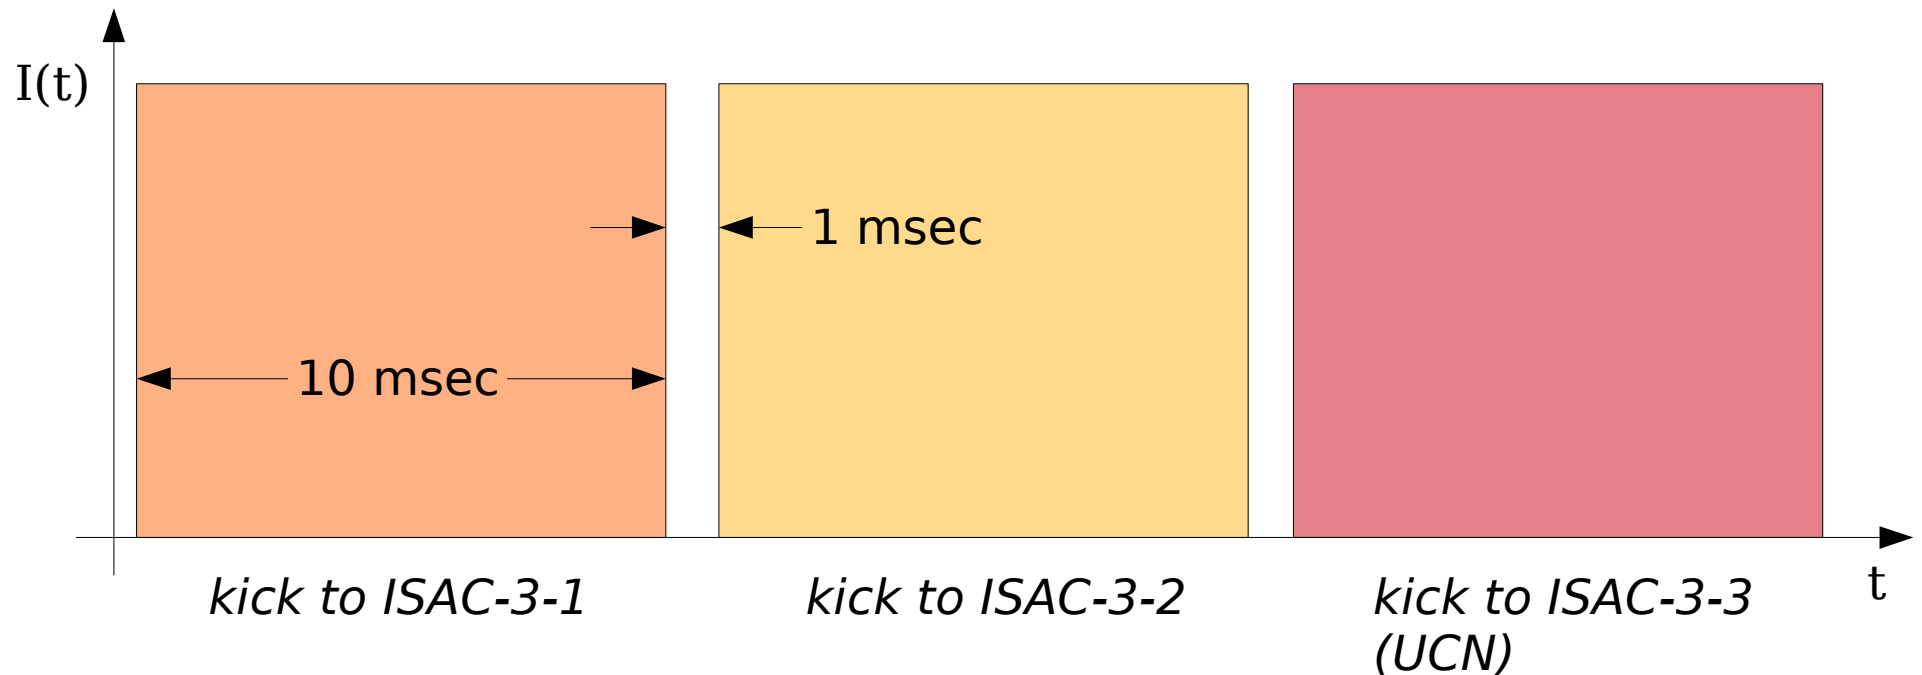 I(t)
1 msec
10 msec
kick to ISAC-3-1
kick to ISAC-3-2
kick to ISAC-3-3
(UCN)
t